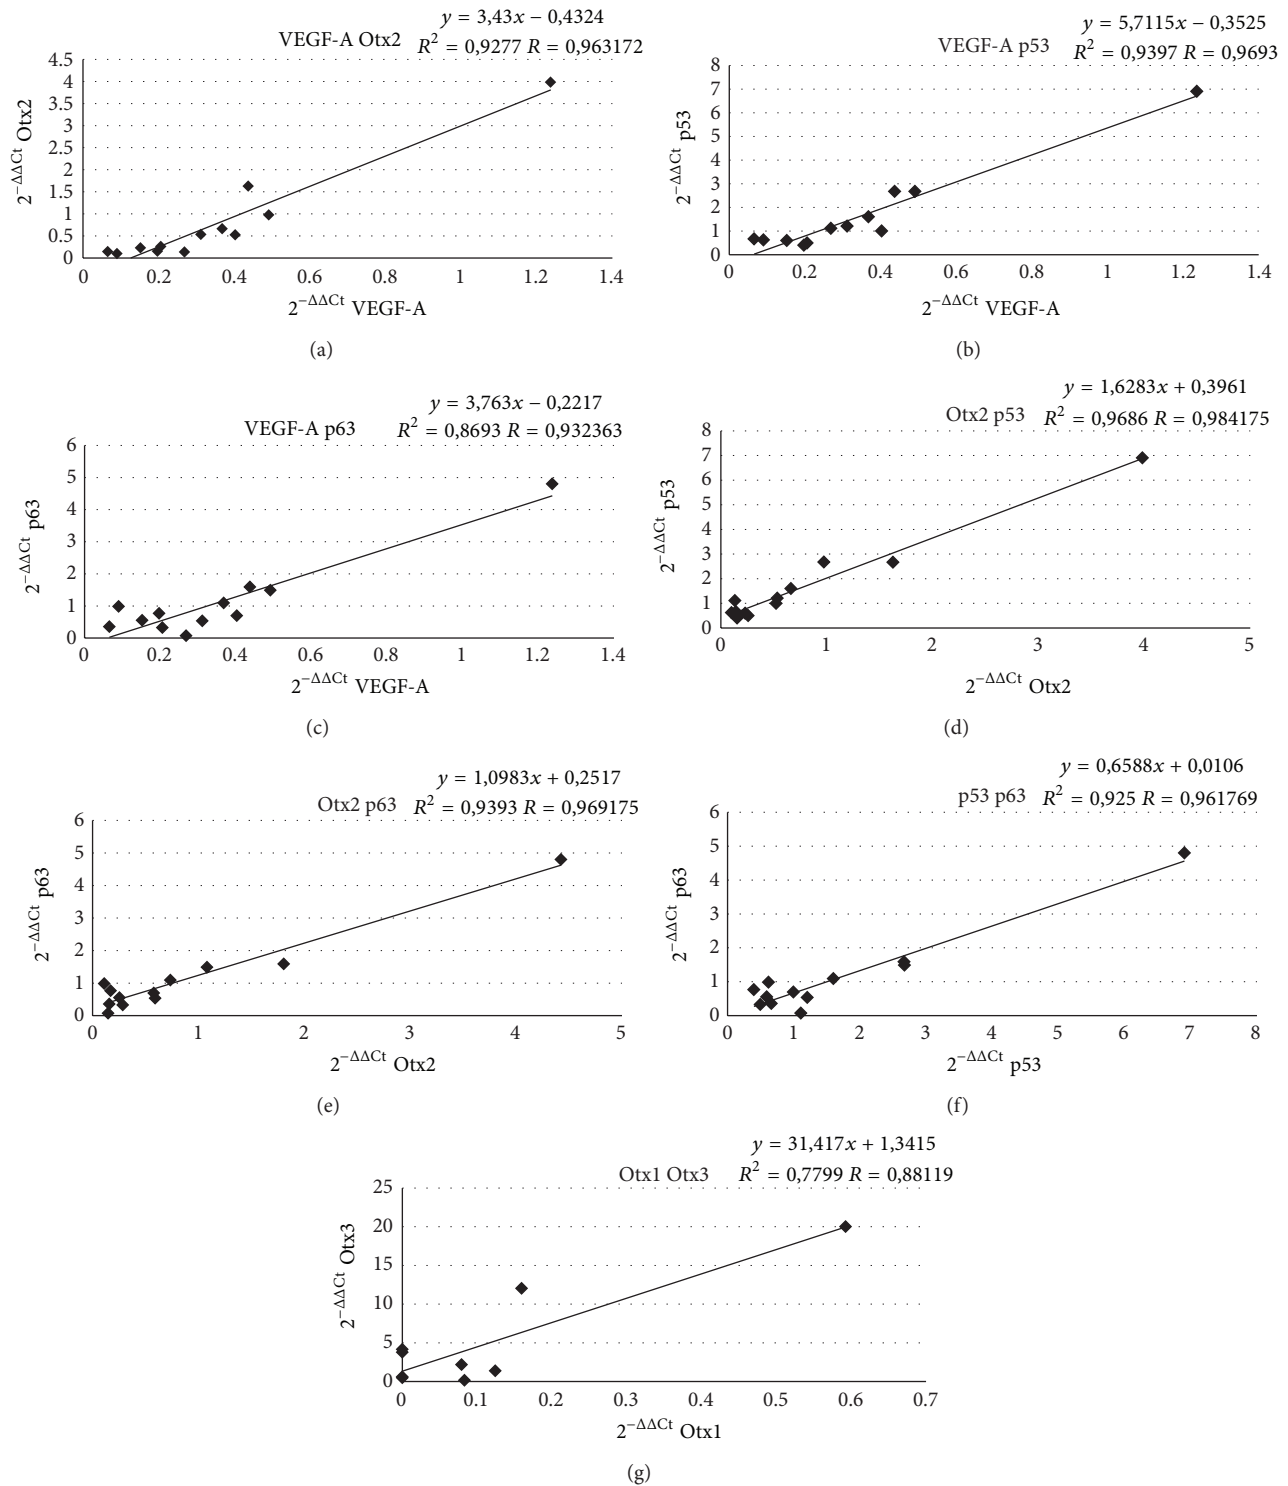 y = 3,43x − 0,4324
VEGF-A Otx2 R² = 0,9277 R = 0,963172
4.5
4
3.5
3
2.5
2
1.5
1
0.5
0
2^−ΔΔCt Otx2
0 0.2 0.4 0.6 0.8 1 1.2 1.4
2^−ΔΔCt VEGF-A
(a)
y = 5,7115x − 0,3525
VEGF-A p53 R² = 0,9397 R = 0,9693
8
7
6
5
4
3
2
1
0
2^−ΔΔCt p53
0 0.2 0.4 0.6 0.8 1 1.2 1.4
2^−ΔΔCt VEGF-A
(b)
y = 3,763x − 0,2217
VEGF-A p63 R² = 0,8693 R = 0,932363
6
5
4
3
2
1
0
2^−ΔΔCt p63
0 0.2 0.4 0.6 0.8 1 1.2 1.4
2^−ΔΔCt VEGF-A
(c)
y = 1,6283x + 0,3961
Otx2 p53 R² = 0,9686 R = 0,984175
8
7
6
5
4
3
2
1
0
2^−ΔΔCt p53
0 1 2 3 4 5
2^−ΔΔCt Otx2
(d)
y = 1,0983x + 0,2517
Otx2 p63 R² = 0,9393 R = 0,969175
6
5
4
3
2
1
0
2^−ΔΔCt p63
0 1 2 3 4 5
2^−ΔΔCt Otx2
(e)
y = 0,6588x + 0,0106
p53 p63 R² = 0,925 R = 0,961769
6
5
4
3
2
1
0
2^−ΔΔCt p63
0 1 2 3 4 5 6 7 8
2^−ΔΔCt p53
(f)
y = 31,417x + 1,3415
Otx1 Otx3 R² = 0,7799 R = 0,88119
25
20
15
10
5
0
2^−ΔΔCt Otx3
0 0.1 0.2 0.3 0.4 0.5 0.6 0.7
2^−ΔΔCt Otx1
(g)